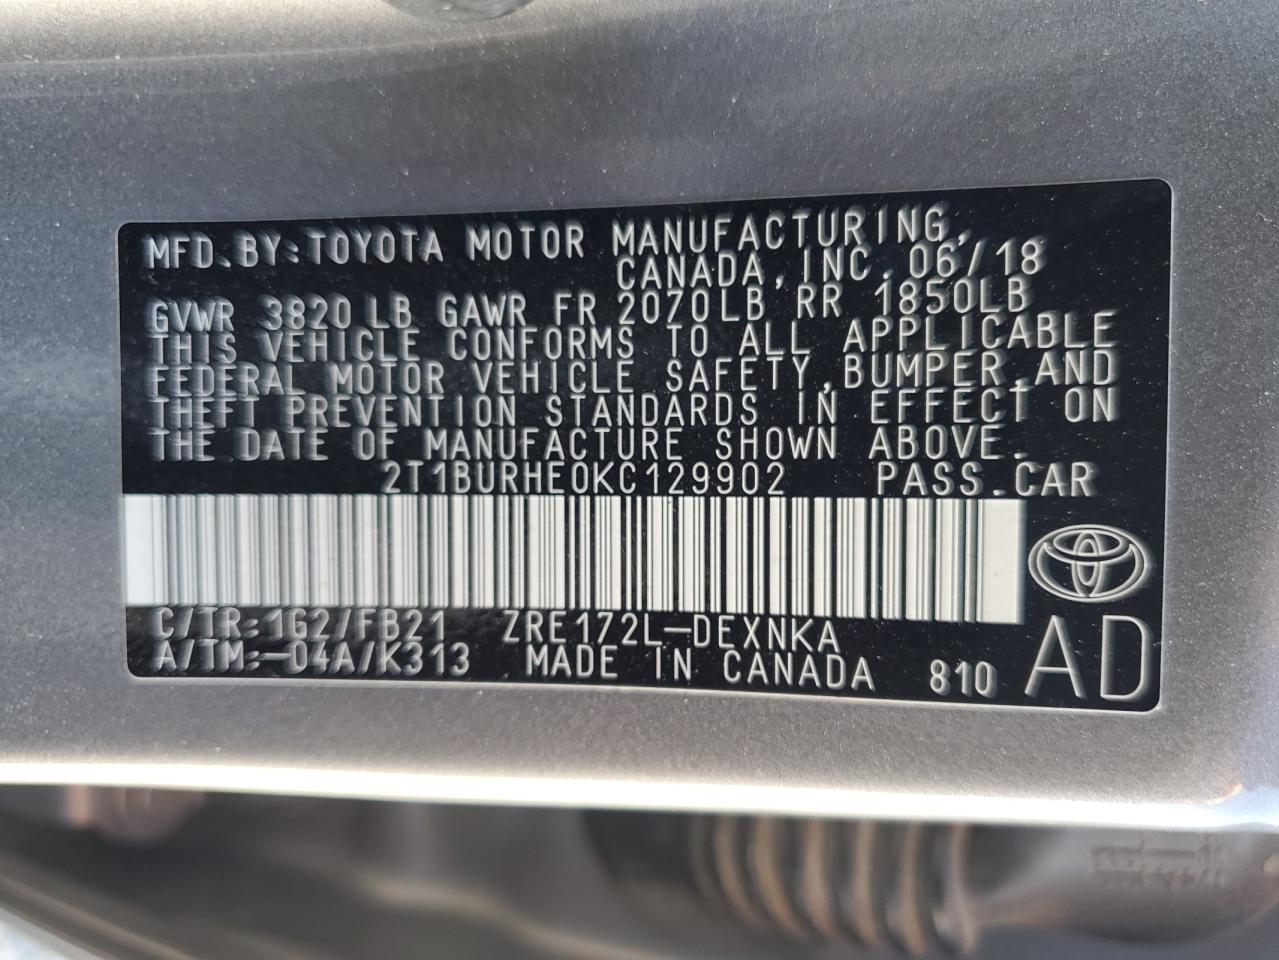 MFD.BY:TOYOTA MOTOR MANUFACTURING,
CANADA,INC.06/18
GVWR 3820LB GAWR FR 2070LB RR 1850LB
THIS VEHICLE CONFORMS TO ALL APPLICABLE
FEDERAL MOTOR VEHICLE SAFETY,BUMPER,AND
THEFT PREVENTION STANDARDS IN EFFECT ON
THE DATE OF MANUFACTURE SHOWN ABOVE.
2T1BURHE0KC129902 PASS.CAR
C/TR:1G2/FB21 ZRE172L-DEXNKA
A/TM:-04A/K313 MADE IN CANADA 810 AD